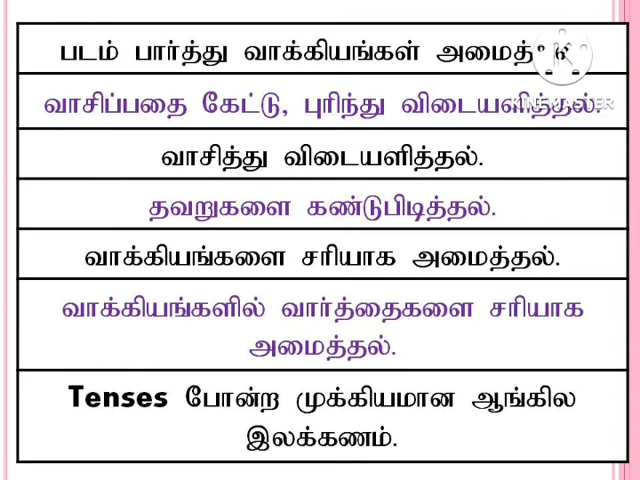 படம் பார்த்து வாக்கியங்கள்
வாசிப்பதை கேட்டு, புரிந்து விடையளித்தல்.
KINEMASTER
வாசித்து விடையளித்தல்.
தவறுகளை கண்டுபிடித்தல்.
வாக்கியங்களை சரியாக அமைத்தல்.
வாக்கியங்களில் வார்த்தைகளை சரியாக
அமைத்தல்.
Tenses போன்ற முக்கியமான ஆங்கில
இலக்கணம்.